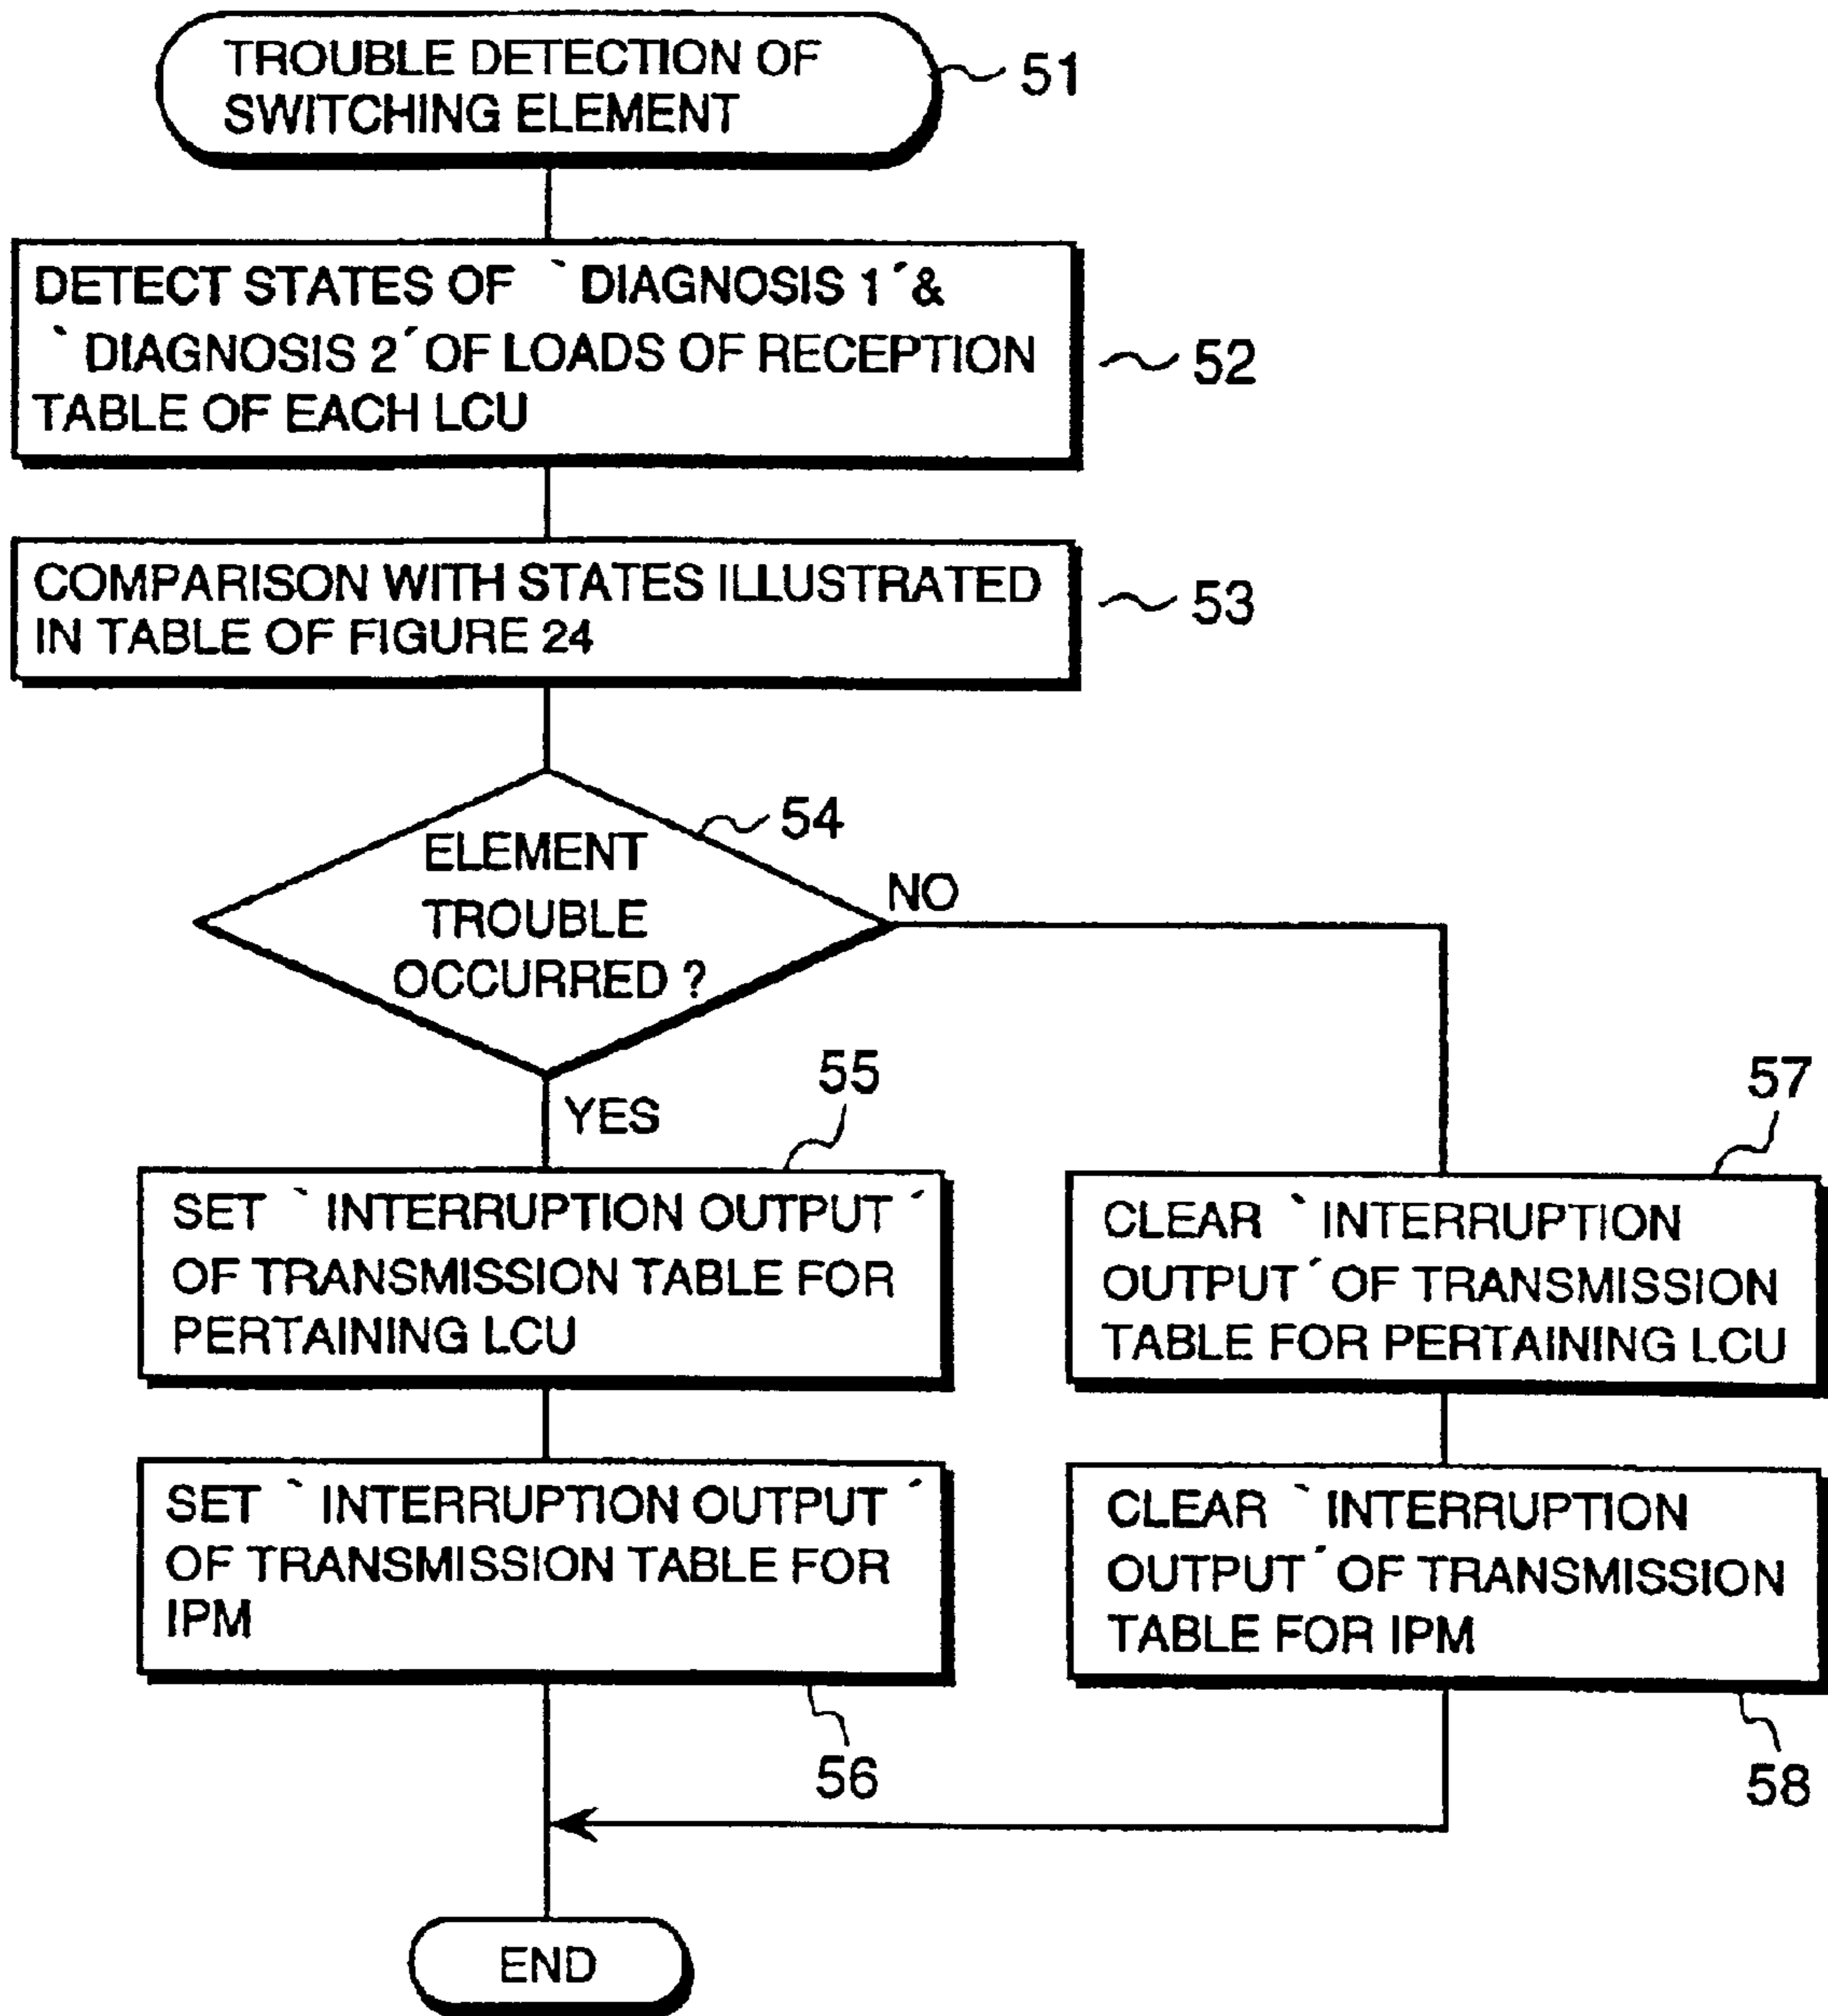 TROUBLE DETECTION OF
SWITCHING ELEMENT
51
DETECT STATES OF `DIAGNOSIS 1´&
`DIAGNOSIS 2´OF LOADS OF RECEPTION
TABLE OF EACH LCU
52
COMPARISON WITH STATES ILLUSTRATED
IN TABLE OF FIGURE 24
53
54
ELEMENT
TROUBLE
OCCURRED ?
NO
YES
55
SET `INTERRUPTION OUTPUT´
OF TRANSMISSION TABLE FOR
PERTAINING LCU
57
CLEAR `INTERRUPTION
OUTPUT´OF TRANSMISSION
TABLE FOR PERTAINING LCU
SET `INTERRUPTION OUTPUT´
OF TRANSMISSION TABLE FOR
IPM
56
CLEAR `INTERRUPTION
OUTPUT´OF TRANSMISSION
TABLE FOR IPM
58
END